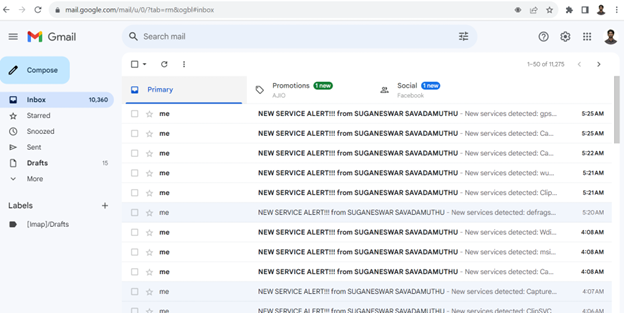 mail.google.com/mail/u/0/?tab=rm&ogbl#inbox
Gmail
Search mail
Compose
1–50 of 11,275
Inbox 10,360
Starred
Snoozed
Sent
Drafts 15
More
Labels
[Imap]/Drafts
Primary
Promotions 1 new
AJIO
Social 1 new
Facebook
me NEW SERVICE ALERT!!! from SUGANESWAR SAVADAMUTHU - New services detected: gps... 5:25 AM
me NEW SERVICE ALERT!!! from SUGANESWAR SAVADAMUTHU - New services detected: Ca... 5:25 AM
me NEW SERVICE ALERT!!! from SUGANESWAR SAVADAMUTHU - New services detected: Ca... 5:22 AM
me NEW SERVICE ALERT!!! from SUGANESWAR SAVADAMUTHU - New services detected: wu... 5:21 AM
me NEW SERVICE ALERT!!! from SUGANESWAR SAVADAMUTHU - New services detected: Clip... 5:21 AM
me NEW SERVICE ALERT!!! from SUGANESWAR SAVADAMUTHU - New services detected: defrags... 5:20 AM
me NEW SERVICE ALERT!!! from SUGANESWAR SAVADAMUTHU - New services detected: Wdi... 4:08 AM
me NEW SERVICE ALERT!!! from SUGANESWAR SAVADAMUTHU - New services detected: msi... 4:08 AM
me NEW SERVICE ALERT!!! from SUGANESWAR SAVADAMUTHU - New services detected: Ca... 4:08 AM
me NEW SERVICE ALERT!!! from SUGANESWAR SAVADAMUTHU - New services detected: Capture... 4:07 AM
me NEW SERVICE ALERT!!! from SUGANESWAR SAVADAMUTHU - New services detected: ClipSVC... 4:06 AM